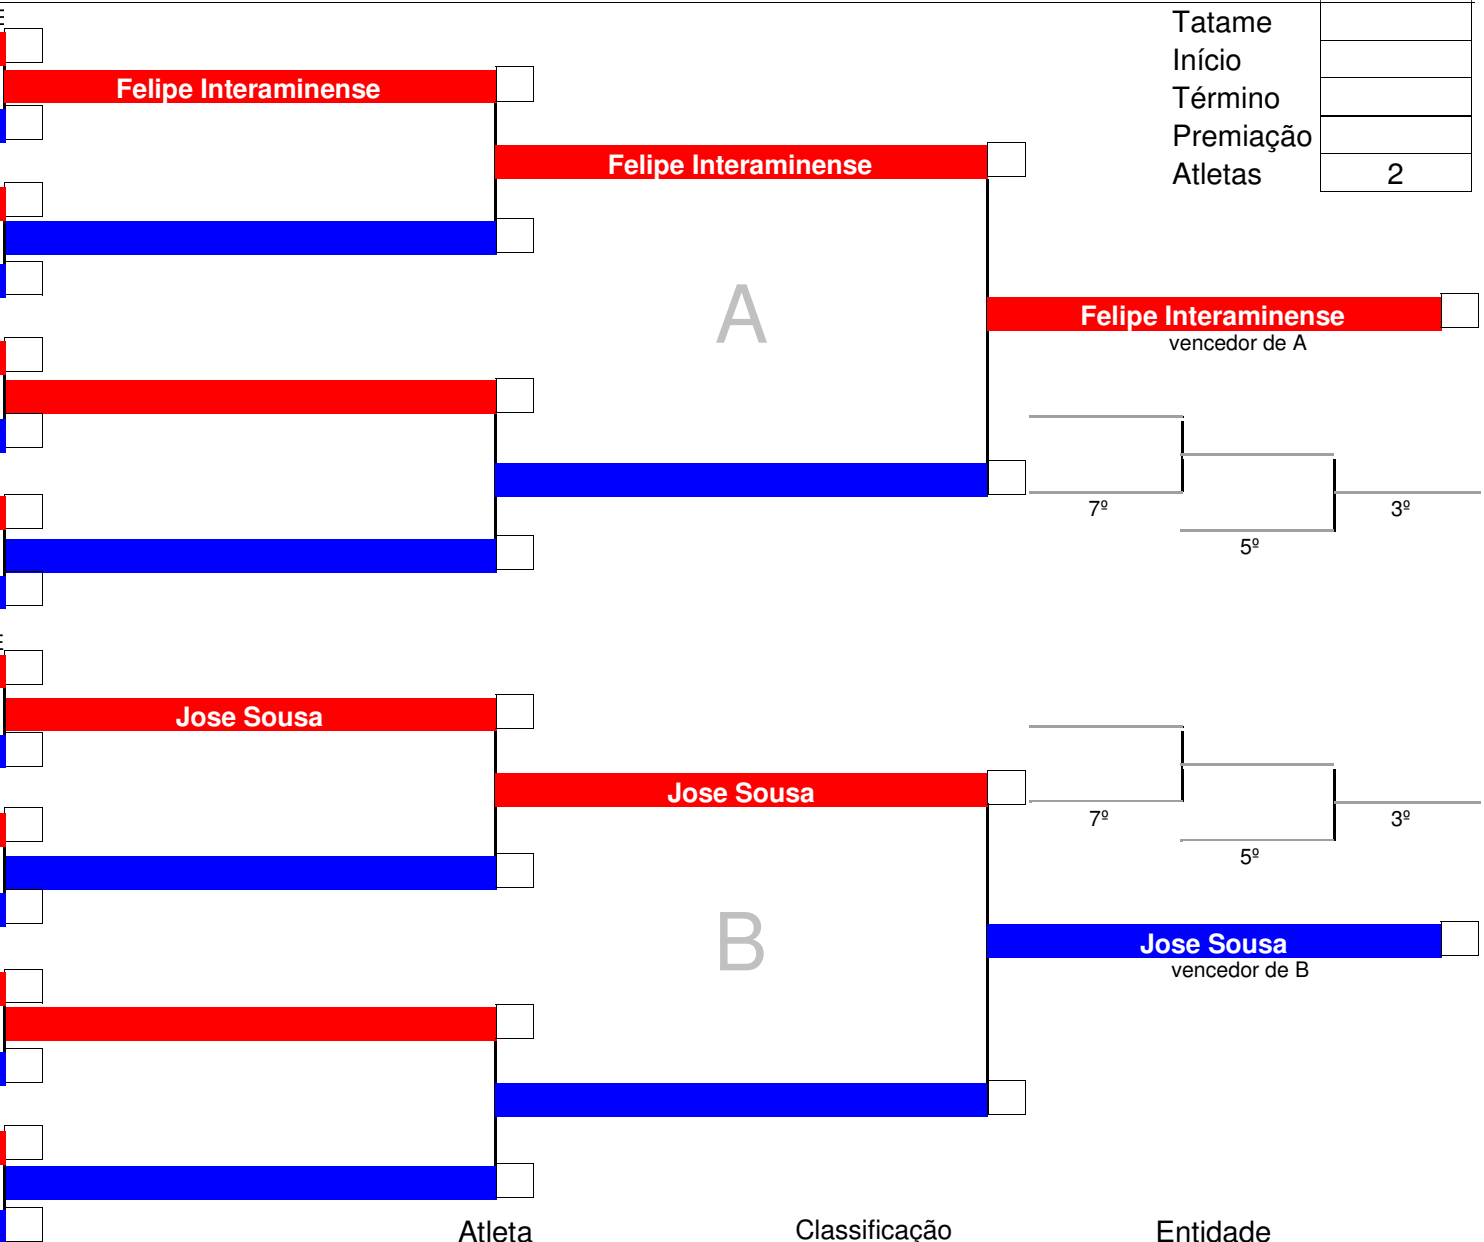 Tatame
Início
Felipe Interaminense
Término
Premiação
Felipe Interaminense
Atletas 2
A
Felipe Interaminense
vencedor de A
7º 3º
5º
Jose Sousa
Jose Sousa
7º 3º
5º
B
Jose Sousa
vencedor de B
Atleta Classificação Entidade